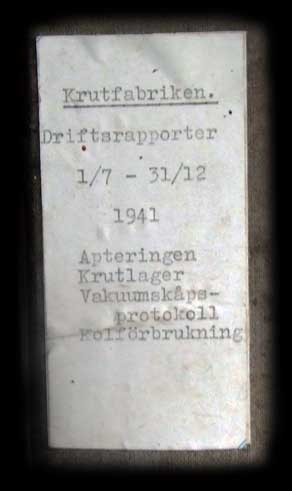 Krutfabriken.
Driftsrapporter
1/7 - 31/12
1941
Apteringen
Krutlager
Vakuumskåps-
protokoll
Kolförbrukning